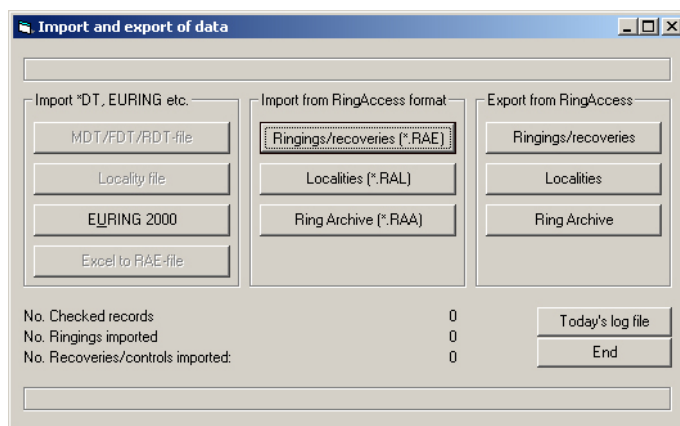 Import and export of data
Import *DT, EURING etc.
MDT/FDT/RDT-file
Locality file
EURING 2000
Excel to RAE-file
Import from RingAccess format
Ringings/recoveries (*.RAE)
Localities (*.RAL)
Ring Archive (*.RAA)
Export from RingAccess
Ringings/recoveries
Localities
Ring Archive
No. Checked records 0
No. Ringings imported 0
No. Recoveries/controls imported: 0
Today's log file
End